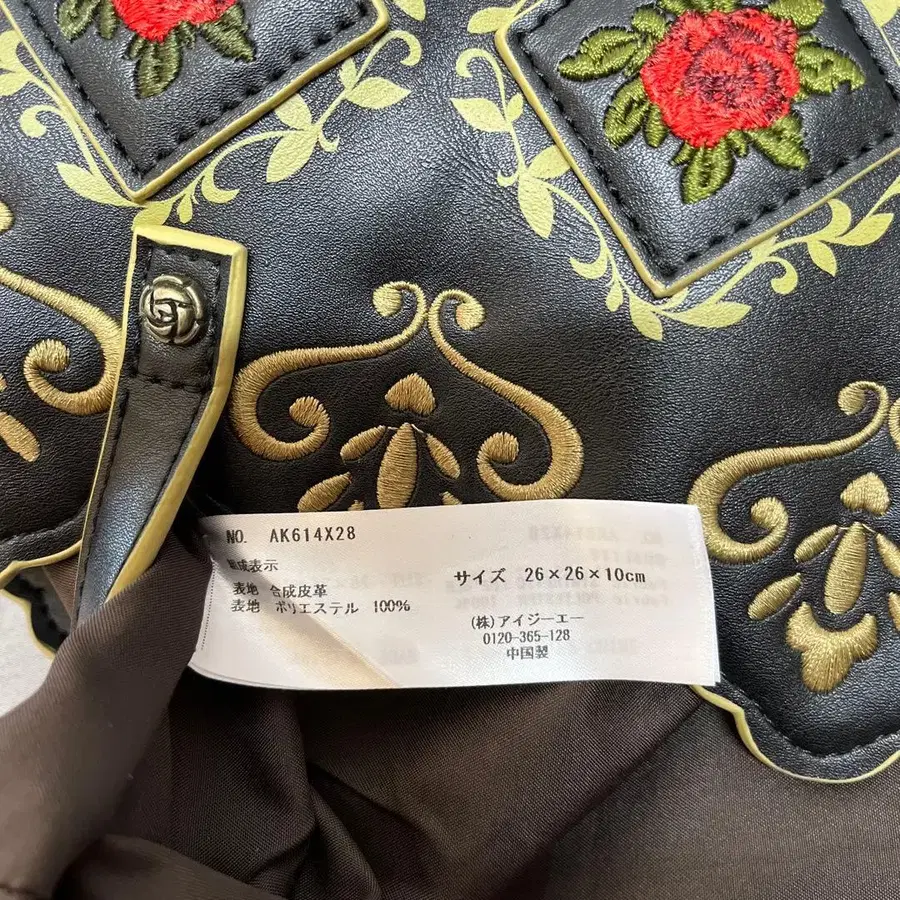 NO. AK614X28
組成表示
表地 合成皮革
表地 ポリエステル 100%
サイズ 26×26×10cm
(株)アイジーエー
0120-365-128
中国製